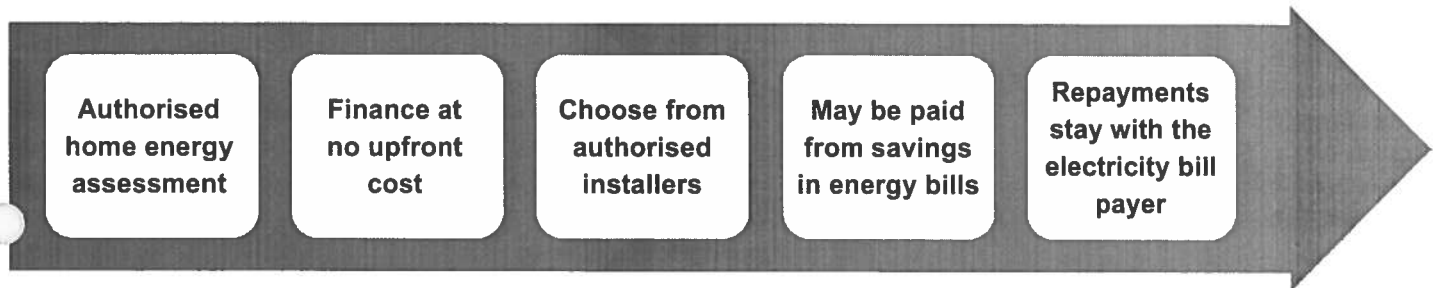 Authorised
home energy
assessment
Finance at
no upfront
cost
Choose from
authorised
installers
May be paid
from savings
in energy bills
Repayments
stay with the
electricity bill
payer